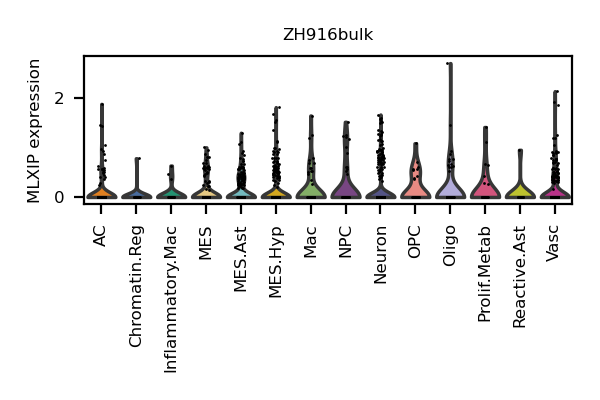 ZH916bulk
MLXIP expression
2
0
AC
Chromatin.Reg
Inflammatory.Mac
MES
MES.Ast
MES.Hyp
Mac
NPC
Neuron
OPC
Oligo
Prolif.Metab
Reactive.Ast
Vasc